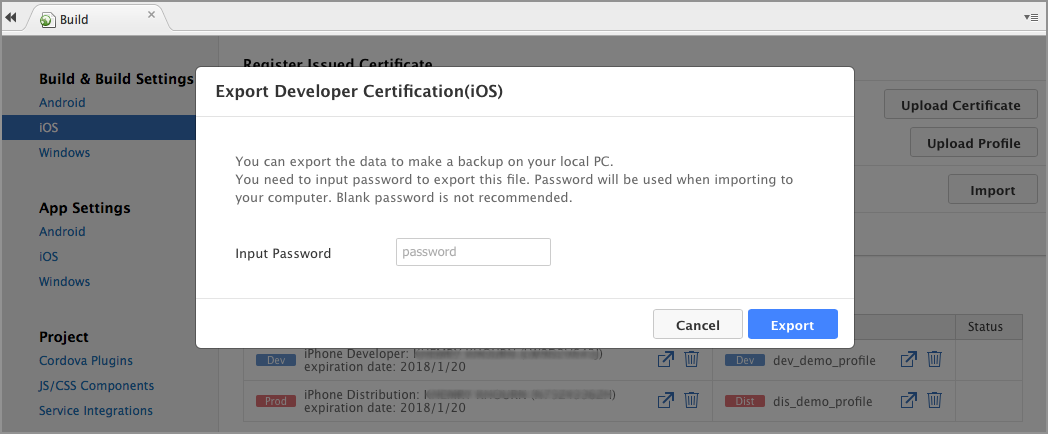 Build
Build & Build Settings
Android
iOS
Windows
App Settings
Android
iOS
Windows
Project
Cordova Plugins
JS/CSS Components
Service Integrations
Register Issued Certificate
Upload Certificate
Upload Profile
Import
Export Developer Certification(iOS)
You can export the data to make a backup on your local PC.
You need to input password to export this file. Password will be used when importing to
your computer. Blank password is not recommended.
Input Password
password
Cancel
Export
Status
Dev
iPhone Developer:
expiration date: 2018/1/20
Dev
dev_demo_profile
Prod
iPhone Distribution:
expiration date: 2018/1/20
Dist
dis_demo_profile